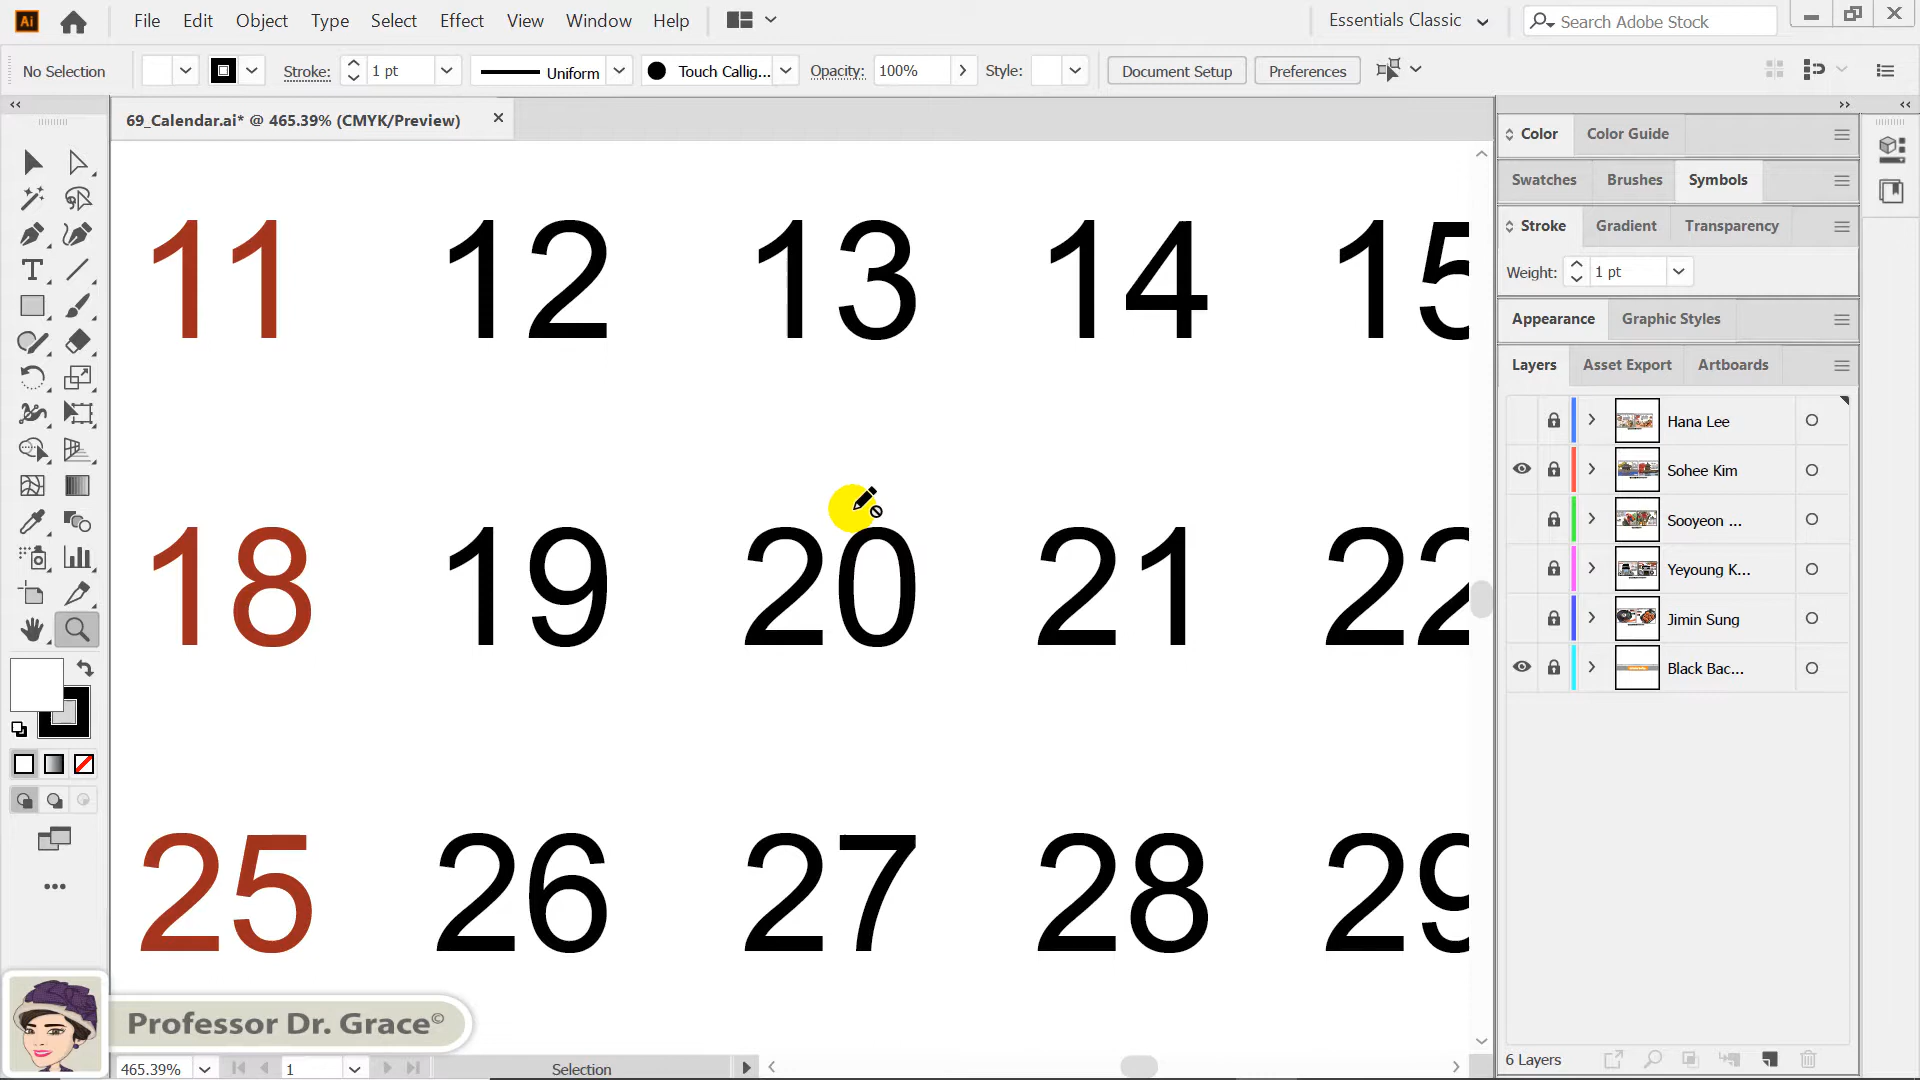 Ai File Edit Object Type Select Effect View Window Help Essentials Classic Search Adobe Stock
No Selection Stroke: 1 pt Uniform Touch Callig... Opacity: 100% Style: Document Setup Preferences
69_Calendar.ai* @ 465.39% (CMYK/Preview)
Color Color Guide
Swatches Brushes Symbols
Stroke Gradient Transparency
Weight: 1 pt
Appearance Graphic Styles
Layers Asset Export Artboards
Hana Lee
Sohee Kim
Sooyeon ...
Yeyoung K...
Jimin Sung
Black Bac...
6 Layers
11 12 13 14 15
18 19 20 21 22
25 26 27 28 29
Professor Dr. Grace©
465.39% 1 Selection